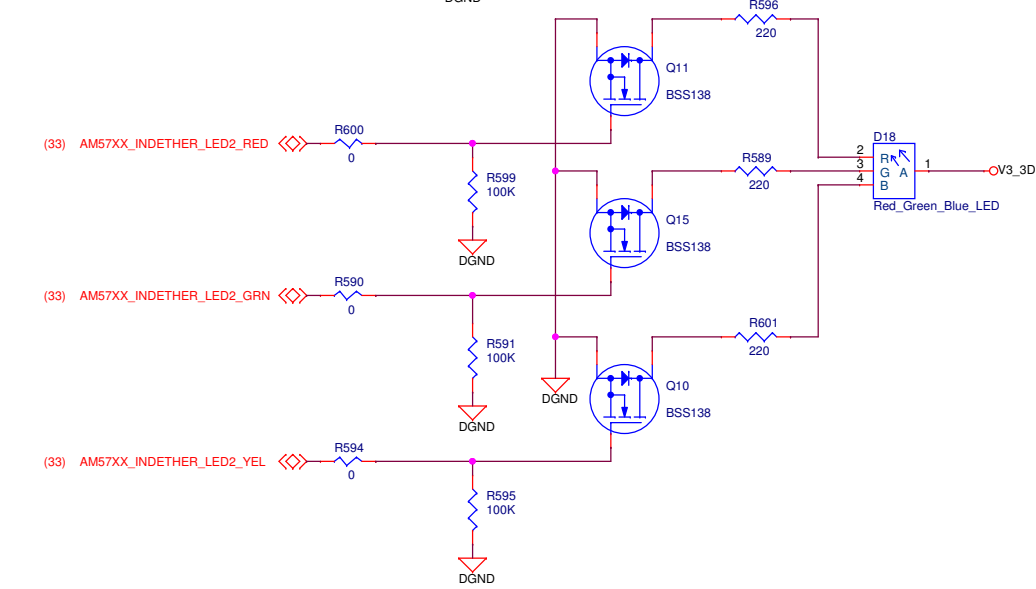 DGND
R596
220
Q11
BSS138
(33) AM57XX_INDETHER_LED2_RED
R600
0
R599
100K
DGND
D18
2
3
4
R
G A
B
1
V3_3D
Red_Green_Blue_LED
R589
220
Q15
BSS138
(33) AM57XX_INDETHER_LED2_GRN
R590
0
R591
100K
DGND
R601
220
DGND
Q10
BSS138
(33) AM57XX_INDETHER_LED2_YEL
R594
0
R595
100K
DGND